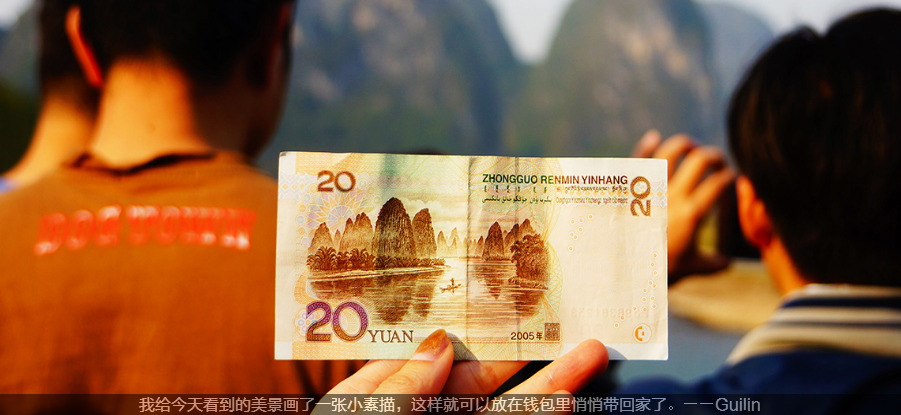 20
ZHONGGUO RENMIN YINHANG
20
20 YUAN
2005年
我给今天看到的美景画了一张小素描，这样就可以放在钱包里悄悄带回家了。——Guilin